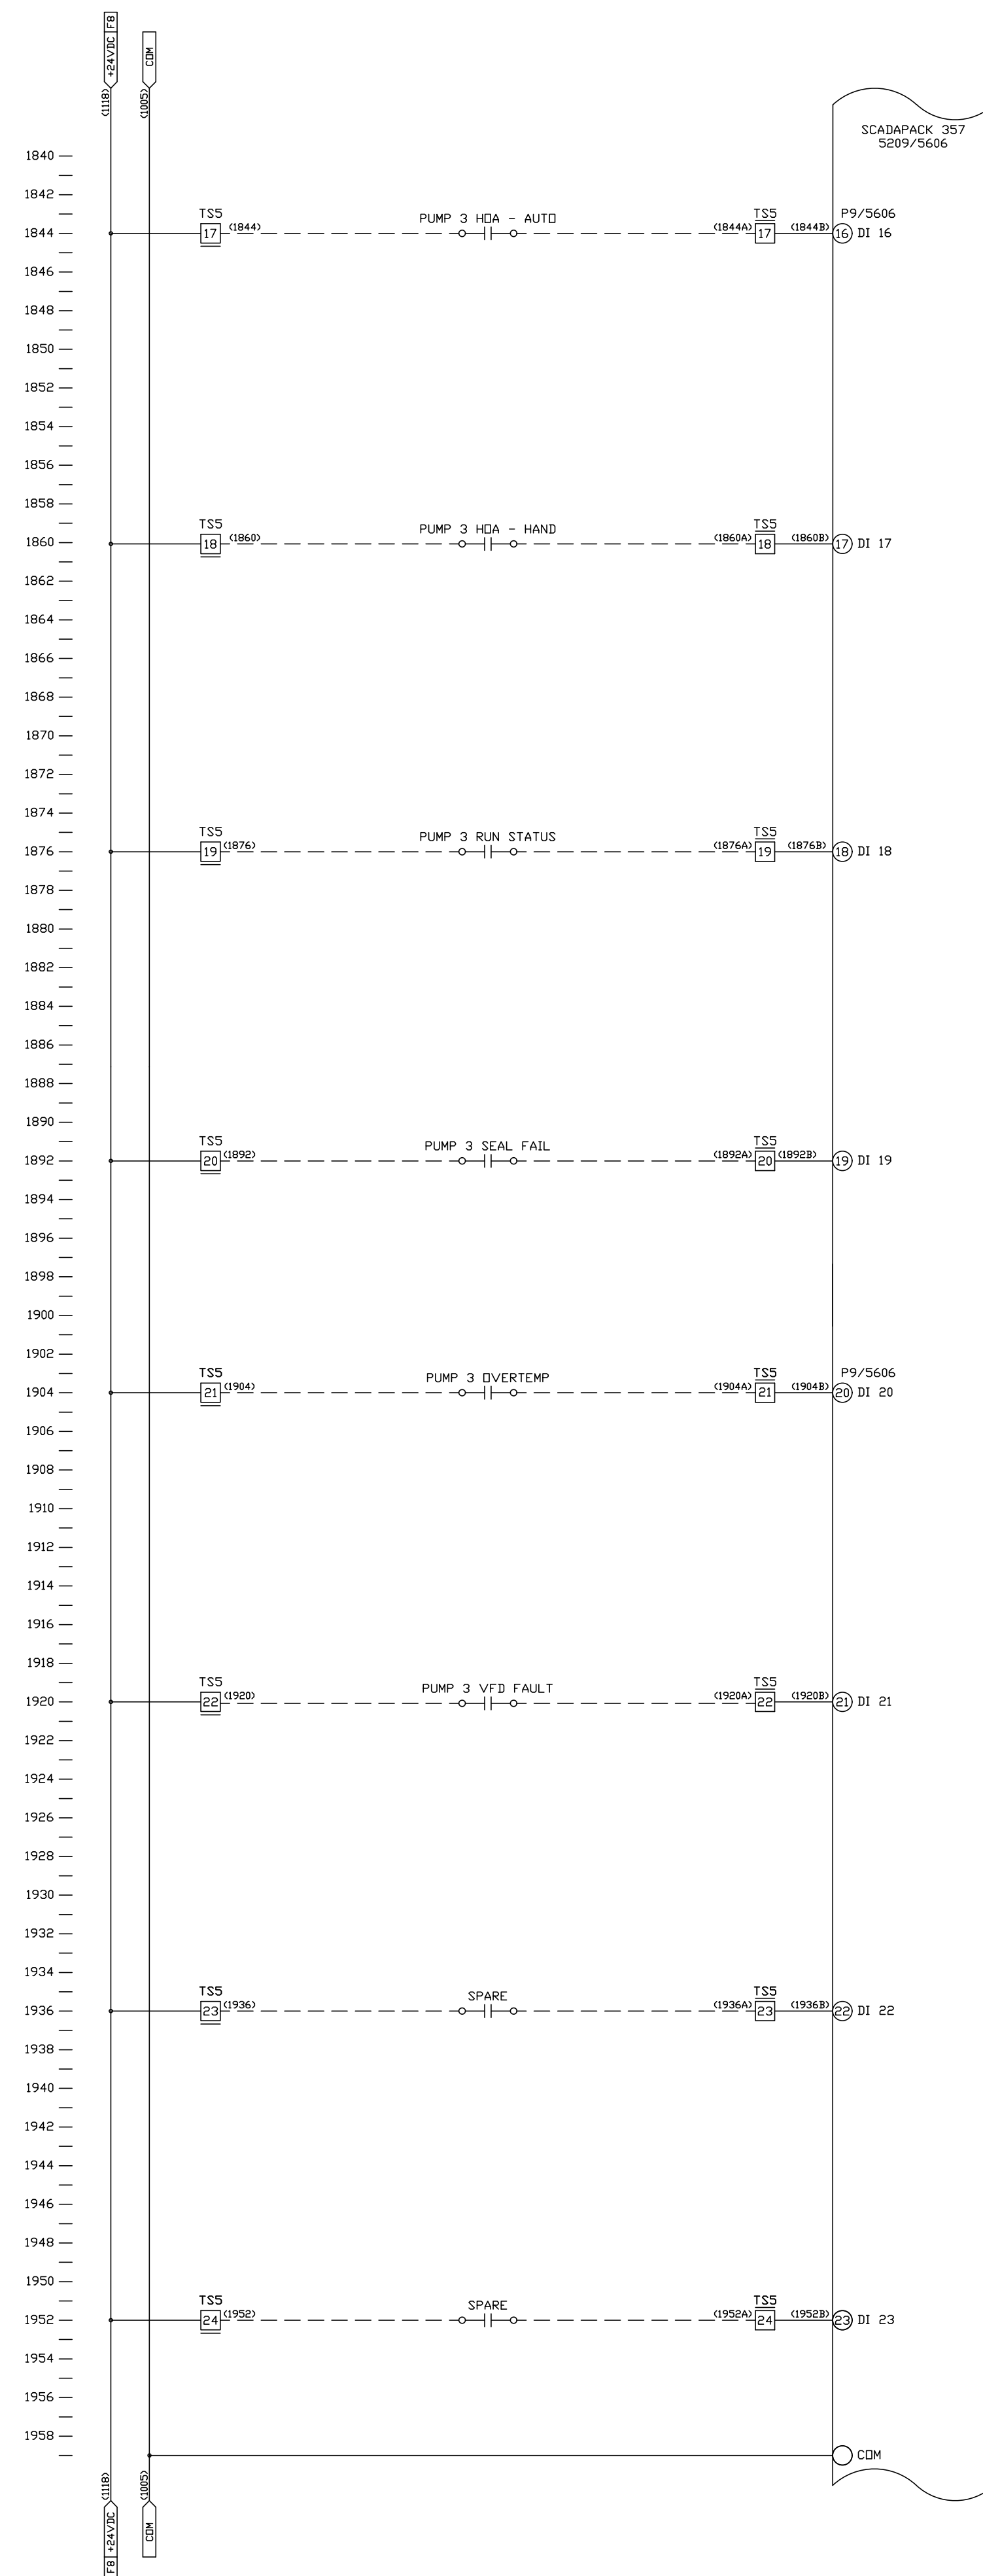 +24VDC F8
COM
(1118)
(1005)
SCADAPACK 357
5209/5606
1840
1842
TS5 PUMP 3 HOA - AUTO TS5 P9/5606
1844 17 (1844) (1844A) 17 (1844B) 16 DI 16
1846
1848
1850
1852
1854
1856
1858
TS5 PUMP 3 HOA - HAND TS5
1860 18 (1860) (1860A) 18 (1860B) 17 DI 17
1862
1864
1866
1868
1870
1872
1874
TS5 PUMP 3 RUN STATUS TS5
1876 19 (1876) (1876A) 19 (1876B) 18 DI 18
1878
1880
1882
1884
1886
1888
1890
TS5 PUMP 3 SEAL FAIL TS5
1892 20 (1892) (1892A) 20 (1892B) 19 DI 19
1894
1896
1898
1900
1902
TS5 PUMP 3 OVERTEMP TS5 P9/5606
1904 21 (1904) (1904A) 21 (1904B) 20 DI 20
1906
1908
1910
1912
1914
1916
1918
TS5 PUMP 3 VFD FAULT TS5
1920 22 (1920) (1920A) 22 (1920B) 21 DI 21
1922
1924
1926
1928
1930
1932
1934
TS5 SPARE TS5
1936 23 (1936) (1936A) 23 (1936B) 22 DI 22
1938
1940
1942
1944
1946
1948
1950
TS5 SPARE TS5
1952 24 (1952) (1952A) 24 (1952B) 23 DI 23
1954
1956
1958
COM
(1118)
(1005)
F8 +24VDC
COM